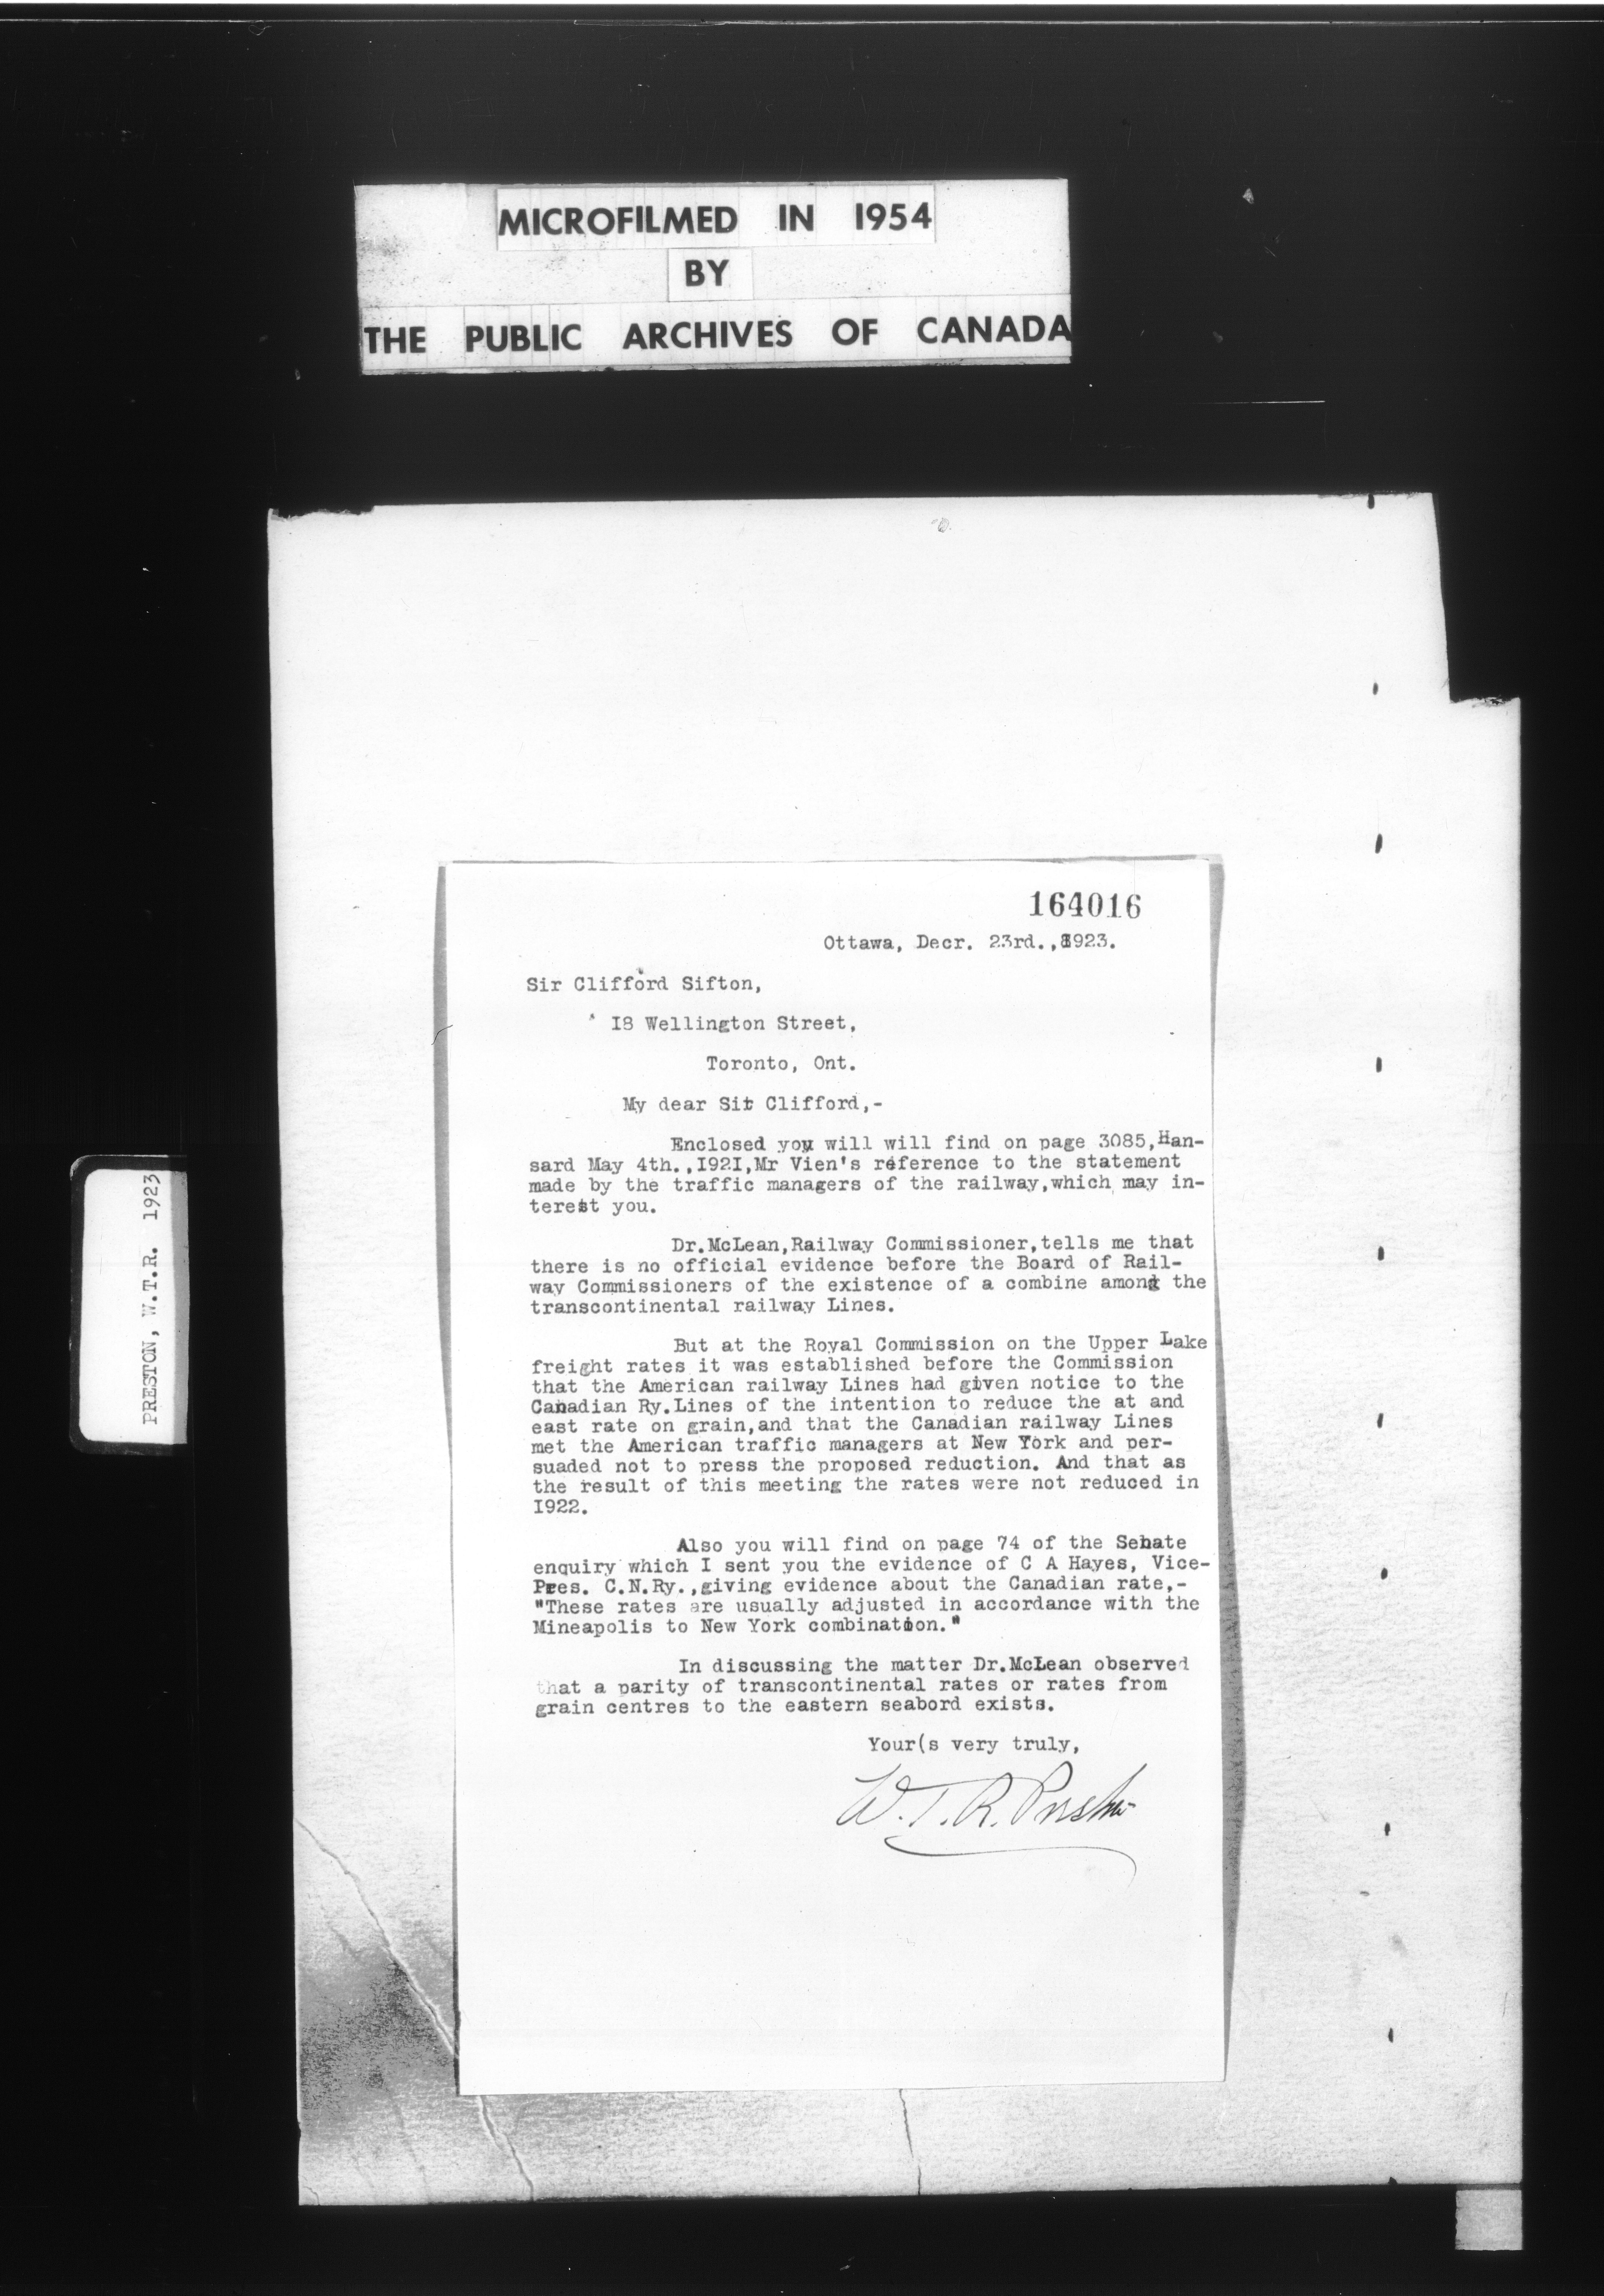 MICROFILMED IN 1954
BY
THE PUBLIC ARCHIVES OF CANADA
PRESTON, W.T.R. 1923
164016
Ottawa, Decr. 23rd.,1923.
Sir Clifford Sifton,
I8 Wellington Street,
Toronto, Ont.
My dear Sir Clifford,-
Enclosed you will will find on page 3085,Han-
sard May 4th.,I92I,Mr Vien's reference to the statement
made by the traffic managers of the railway,which may in-
terest you.
Dr.McLean,Railway Commissioner,tells me that
there is no official evidence before the Board of Rail-
way Commissioners of the existence of a combine among the
transcontinental railway Lines.
But at the Royal Commission on the Upper Lake
freight rates it was established before the Commission
that the American railway Lines had given notice to the
Canadian Ry.Lines of the intention to reduce the at and
east rate on grain,and that the Canadian railway Lines
met the American traffic managers at New York and per-
suaded not to press the proposed reduction. And that as
the result of this meeting the rates were not reduced in
I922.
Also you will find on page 74 of the Senate
enquiry which I sent you the evidence of C A Hayes, Vice-
Pres. C.N.Ry.,giving evidence about the Canadian rate,-
"These rates are usually adjusted in accordance with the
Mineapolis to New York combination."
In discussing the matter Dr.McLean observed
that a parity of transcontinental rates or rates from
grain centres to the eastern seabord exists.
Your(s very truly,
W.T.R. Preston